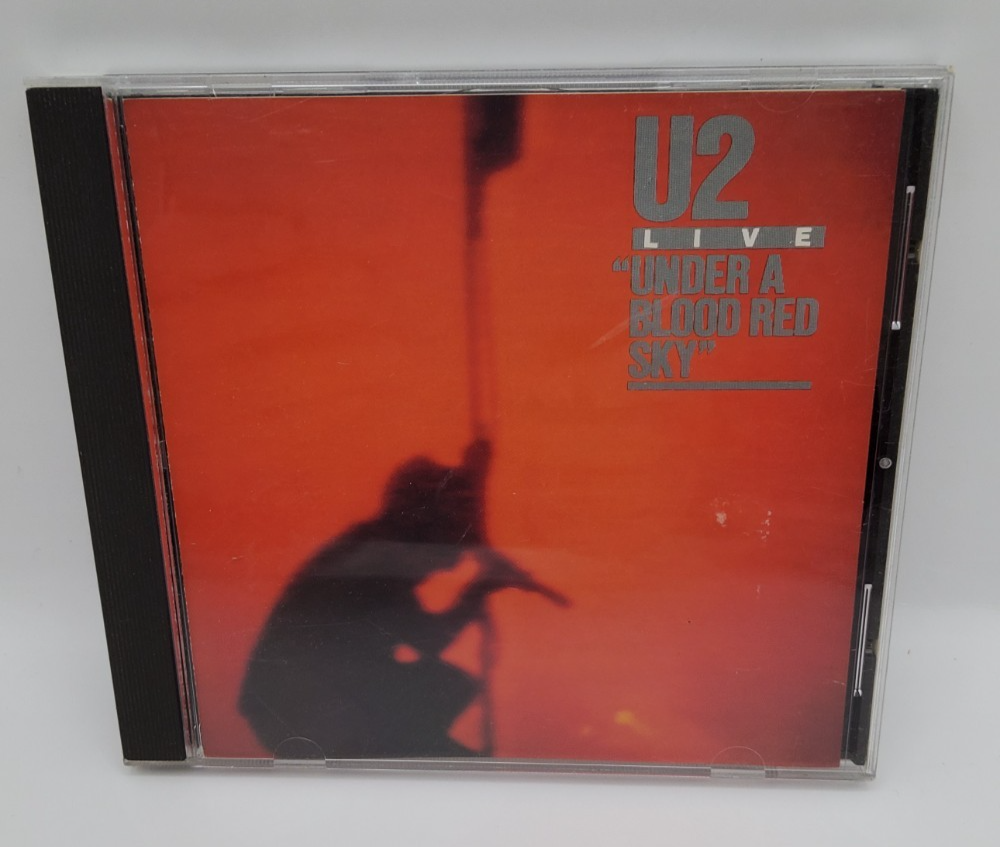 U2
LIVE
“UNDER A
BLOOD RED
SKY”